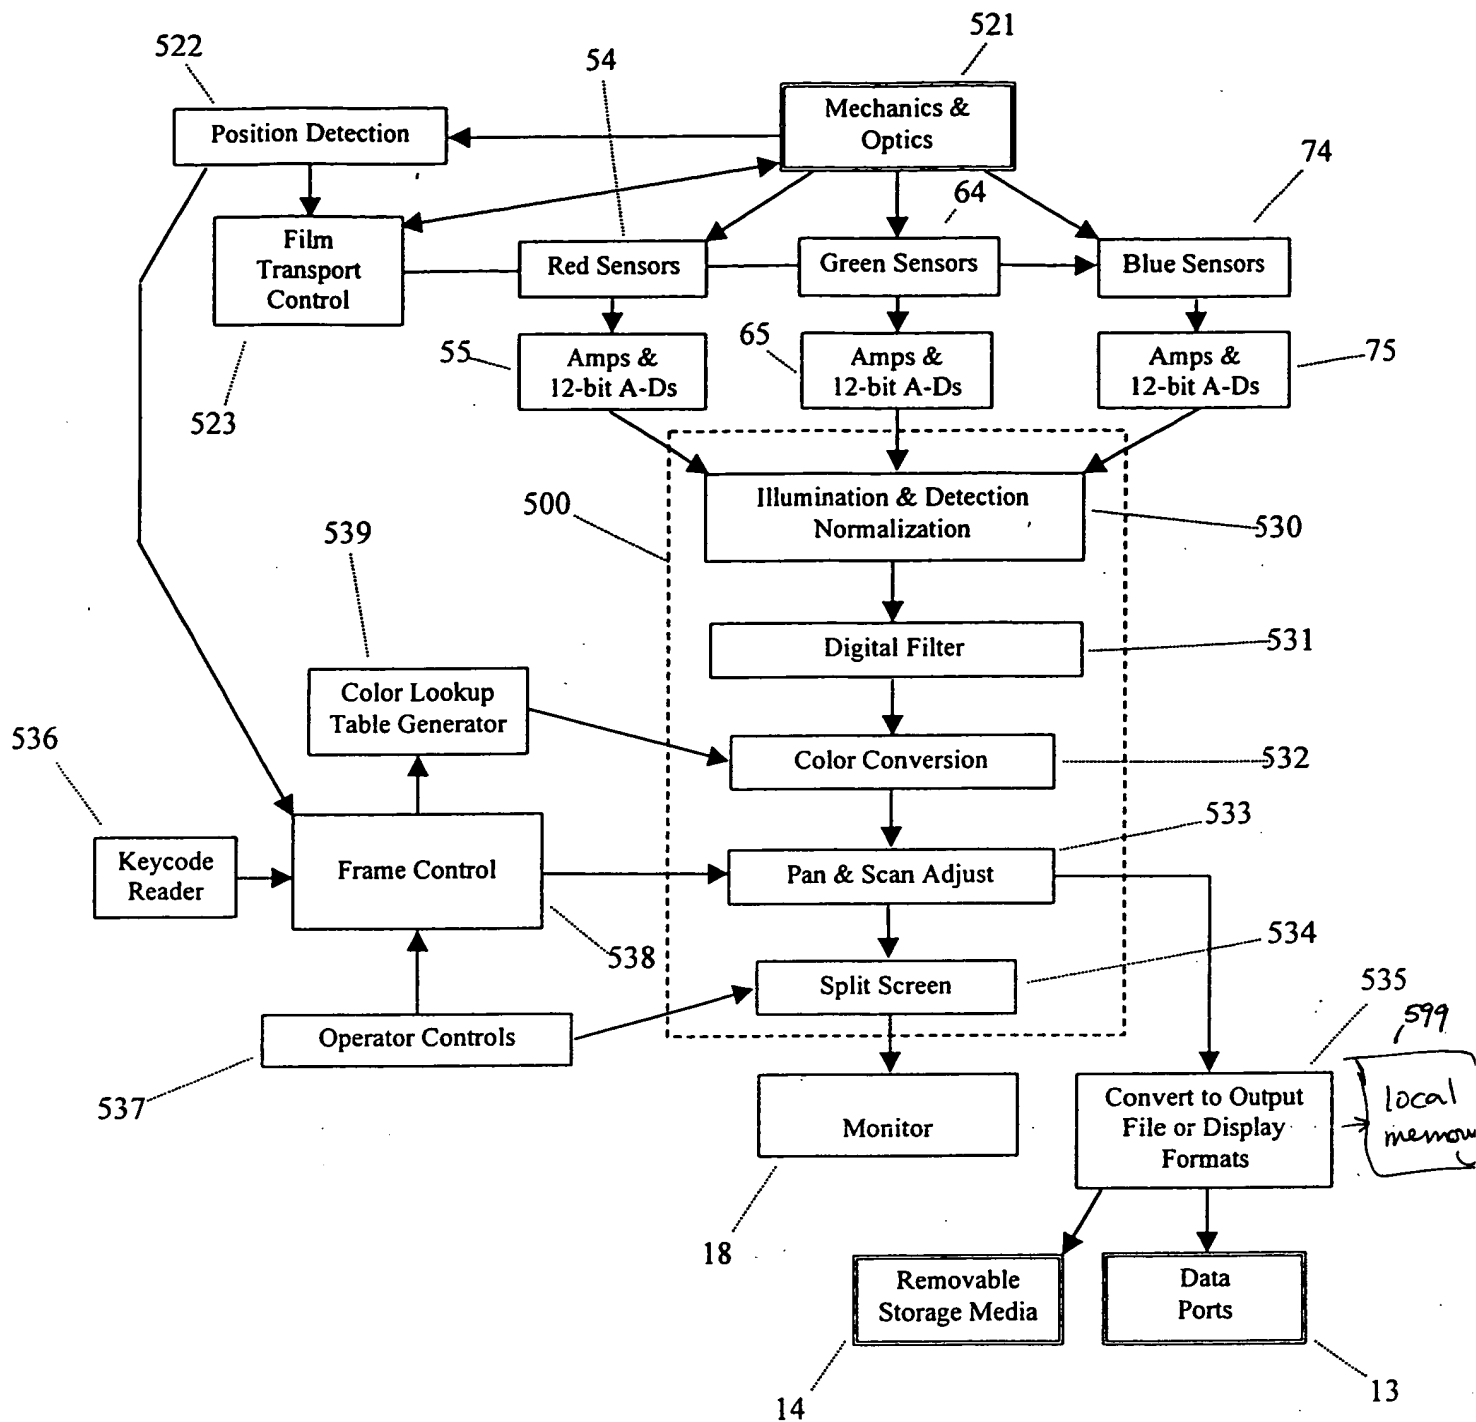 521
522
54
Mechanics &
Optics
Position Detection
74
64
Film
Transport
Control
Red Sensors
Green Sensors
Blue Sensors
55
65
75
Amps &
12-bit A-Ds
Amps &
12-bit A-Ds
Amps &
12-bit A-Ds
523
500
Illumination & Detection
Normalization
530
539
Digital Filter
531
Color Lookup
Table Generator
536
Color Conversion
532
533
Keycode
Reader
Frame Control
Pan & Scan Adjust
538
534
Split Screen
535
599
Operator Controls
537
Monitor
Convert to Output
File or Display
Formats
local
18
Removable
Storage Media
Data
Ports
14
13